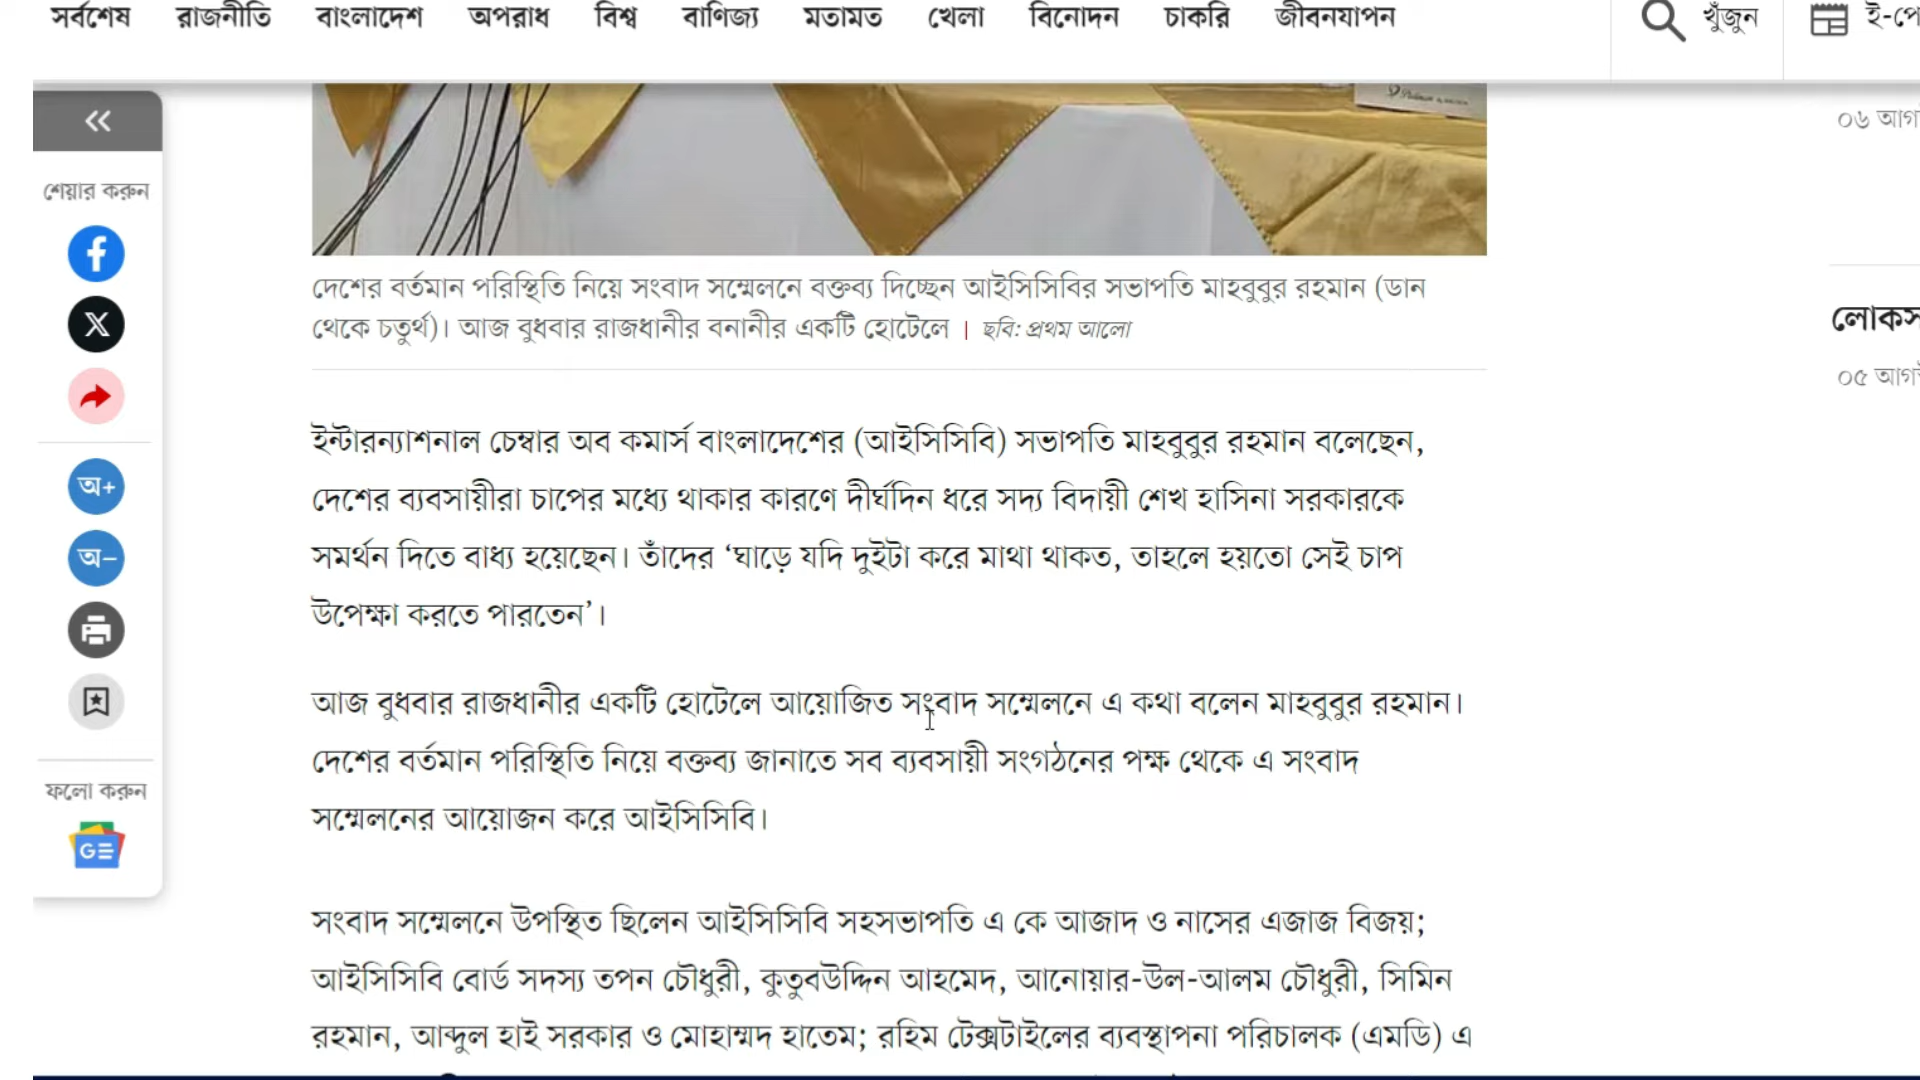 সর্বশেষ রাজনীতি বাংলাদেশ অপরাধ বিশ্ব বাণিজ্য মতামত খেলা বিনোদন চাকরি জীবনযাপন খুঁজুন
শেয়ার করুন
অ+
অ−
ফলো করুন
দেশের বর্তমান পরিস্থিতি নিয়ে সংবাদ সম্মেলনে বক্তব্য দিচ্ছেন আইসিসিবির সভাপতি মাহবুবুর রহমান (ডান
থেকে চতুর্থ)। আজ বুধবার রাজধানীর বনানীর একটি হোটেলে | ছবি: প্রথম আলো
ইন্টারন্যাশনাল চেম্বার অব কমার্স বাংলাদেশের (আইসিসিবি) সভাপতি মাহবুবুর রহমান বলেছেন,
দেশের ব্যবসায়ীরা চাপের মধ্যে থাকার কারণে দীর্ঘদিন ধরে সদ্য বিদায়ী শেখ হাসিনা সরকারকে
সমর্থন দিতে বাধ্য হয়েছেন। তাঁদের ‘ঘাড়ে যদি দুইটা করে মাথা থাকত, তাহলে হয়তো সেই চাপ
উপেক্ষা করতে পারতেন’।
আজ বুধবার রাজধানীর একটি হোটেলে আয়োজিত সংবাদ সম্মেলনে এ কথা বলেন মাহবুবুর রহমান।
দেশের বর্তমান পরিস্থিতি নিয়ে বক্তব্য জানাতে সব ব্যবসায়ী সংগঠনের পক্ষ থেকে এ সংবাদ
সম্মেলনের আয়োজন করে আইসিসিবি।
সংবাদ সম্মেলনে উপস্থিত ছিলেন আইসিসিবি সহসভাপতি এ কে আজাদ ও নাসের এজাজ বিজয়;
আইসিসিবি বোর্ড সদস্য তপন চৌধুরী, কুতুবউদ্দিন আহমেদ, আনোয়ার-উল-আলম চৌধুরী, সিমিন
রহমান, আব্দুল হাই সরকার ও মোহাম্মদ হাতেম; রহিম টেক্সটাইলের ব্যবস্থাপনা পরিচালক (এমডি) এ
০৬
০৫